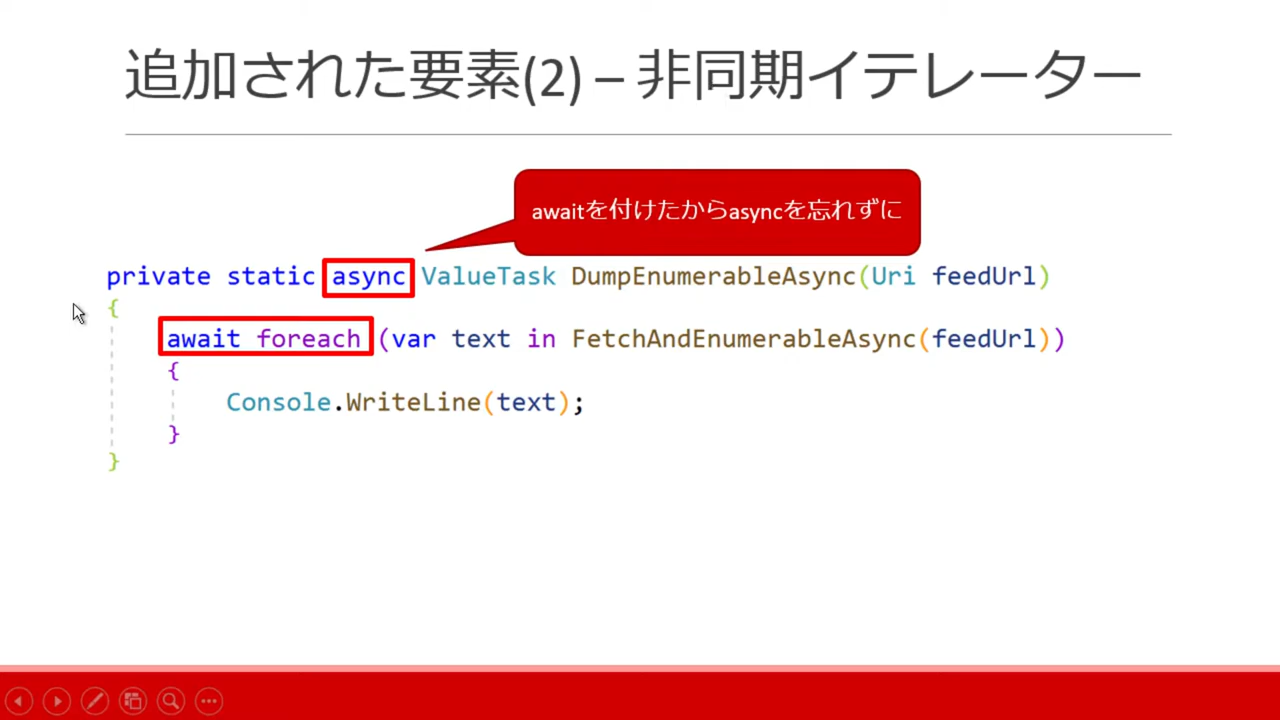 追加された要素(2) – 非同期イテレーター
awaitを付けたからasyncを忘れずに
private static async ValueTask DumpEnumerableAsync(Uri feedUrl)
{
await foreach (var text in FetchAndEnumerableAsync(feedUrl))
{
Console.WriteLine(text);
}
}